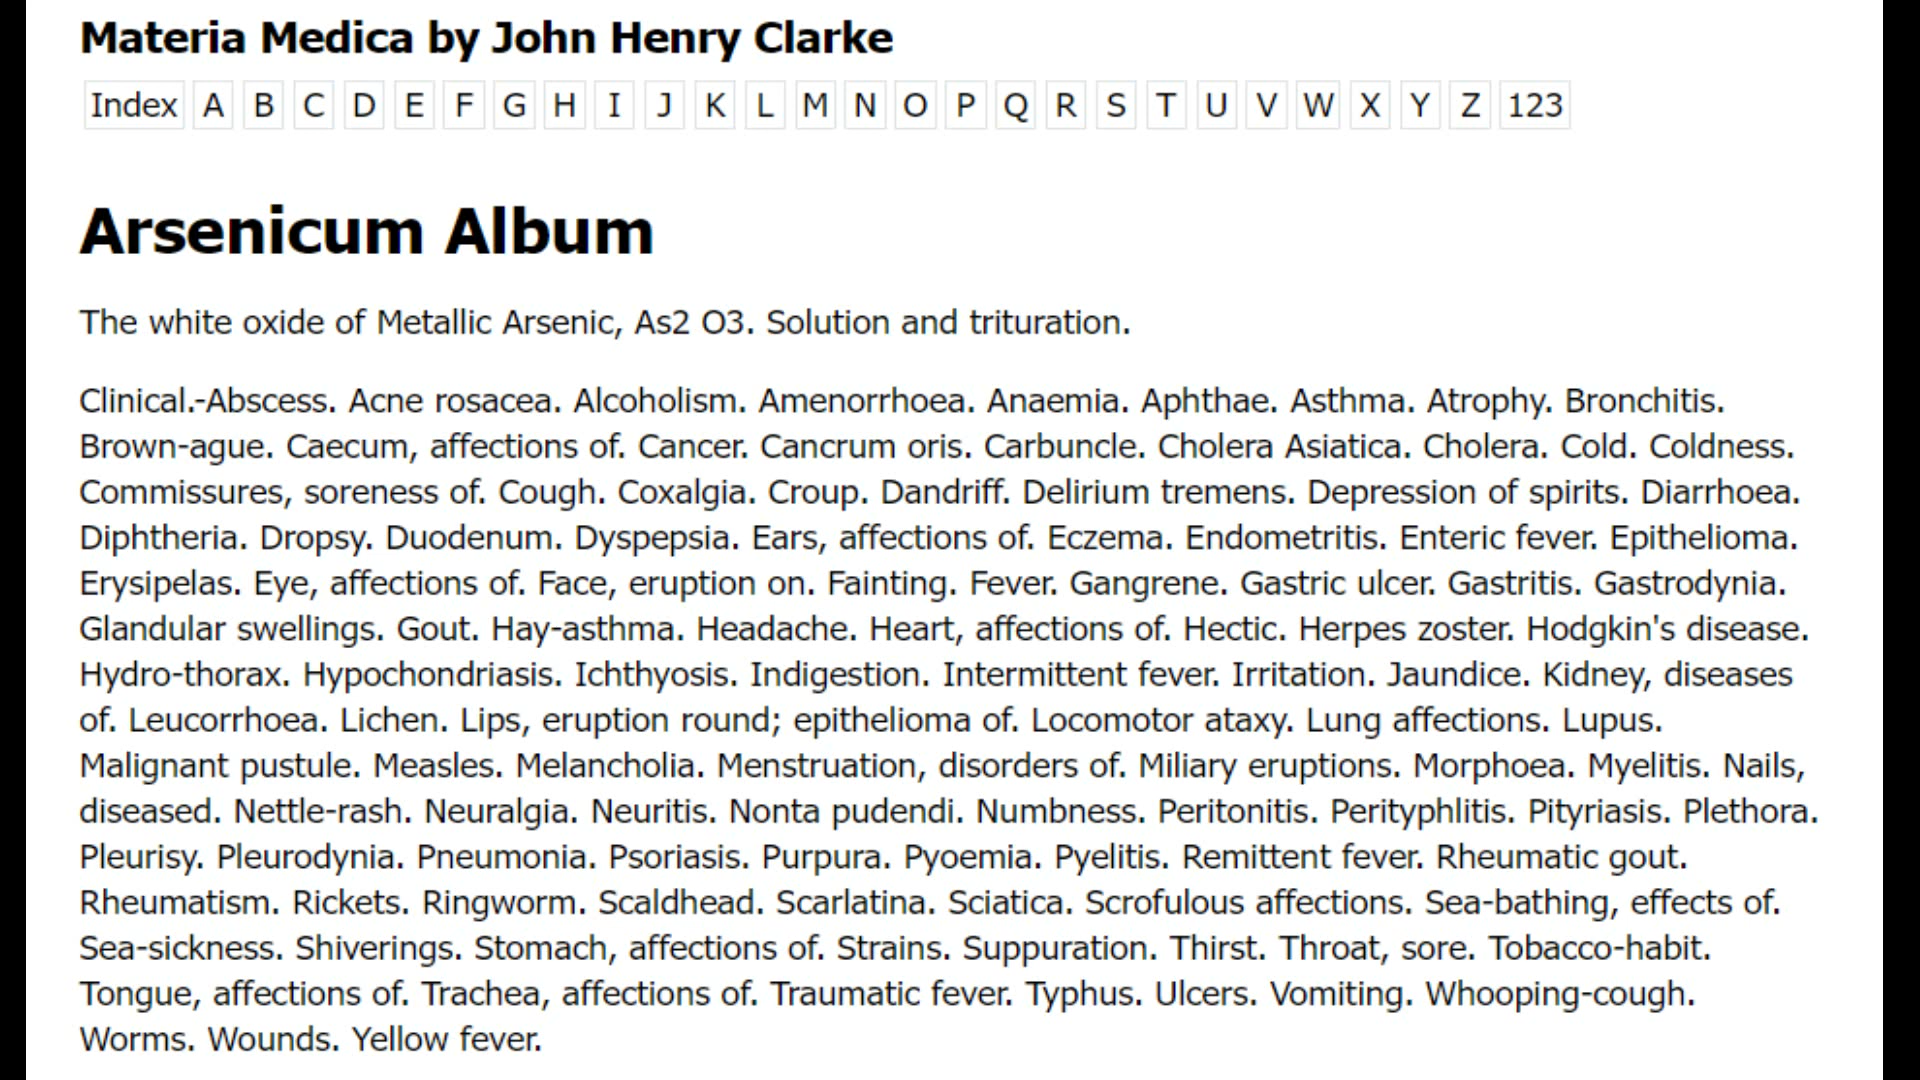 Materia Medica by John Henry Clarke
Index A B C D E F G H I J K L M N O P Q R S T U V W X Y Z 123
Arsenicum Album
The white oxide of Metallic Arsenic, As2 O3. Solution and trituration.
Clinical.-Abscess. Acne rosacea. Alcoholism. Amenorrhoea. Anaemia. Aphthae. Asthma. Atrophy. Bronchitis.
Brown-ague. Caecum, affections of. Cancer. Cancrum oris. Carbuncle. Cholera Asiatica. Cholera. Cold. Coldness.
Commissures, soreness of. Cough. Coxalgia. Croup. Dandriff. Delirium tremens. Depression of spirits. Diarrhoea.
Diphtheria. Dropsy. Duodenum. Dyspepsia. Ears, affections of. Eczema. Endometritis. Enteric fever. Epithelioma.
Erysipelas. Eye, affections of. Face, eruption on. Fainting. Fever. Gangrene. Gastric ulcer. Gastritis. Gastrodynia.
Glandular swellings. Gout. Hay-asthma. Headache. Heart, affections of. Hectic. Herpes zoster. Hodgkin's disease.
Hydro-thorax. Hypochondriasis. Ichthyosis. Indigestion. Intermittent fever. Irritation. Jaundice. Kidney, diseases
of. Leucorrhoea. Lichen. Lips, eruption round; epithelioma of. Locomotor ataxy. Lung affections. Lupus.
Malignant pustule. Measles. Melancholia. Menstruation, disorders of. Miliary eruptions. Morphoea. Myelitis. Nails,
diseased. Nettle-rash. Neuralgia. Neuritis. Nonta pudendi. Numbness. Peritonitis. Perityphlitis. Pityriasis. Plethora.
Pleurisy. Pleurodynia. Pneumonia. Psoriasis. Purpura. Pyoemia. Pyelitis. Remittent fever. Rheumatic gout.
Rheumatism. Rickets. Ringworm. Scaldhead. Scarlatina. Sciatica. Scrofulous affections. Sea-bathing, effects of.
Sea-sickness. Shiverings. Stomach, affections of. Strains. Suppuration. Thirst. Throat, sore. Tobacco-habit.
Tongue, affections of. Trachea, affections of. Traumatic fever. Typhus. Ulcers. Vomiting. Whooping-cough.
Worms. Wounds. Yellow fever.